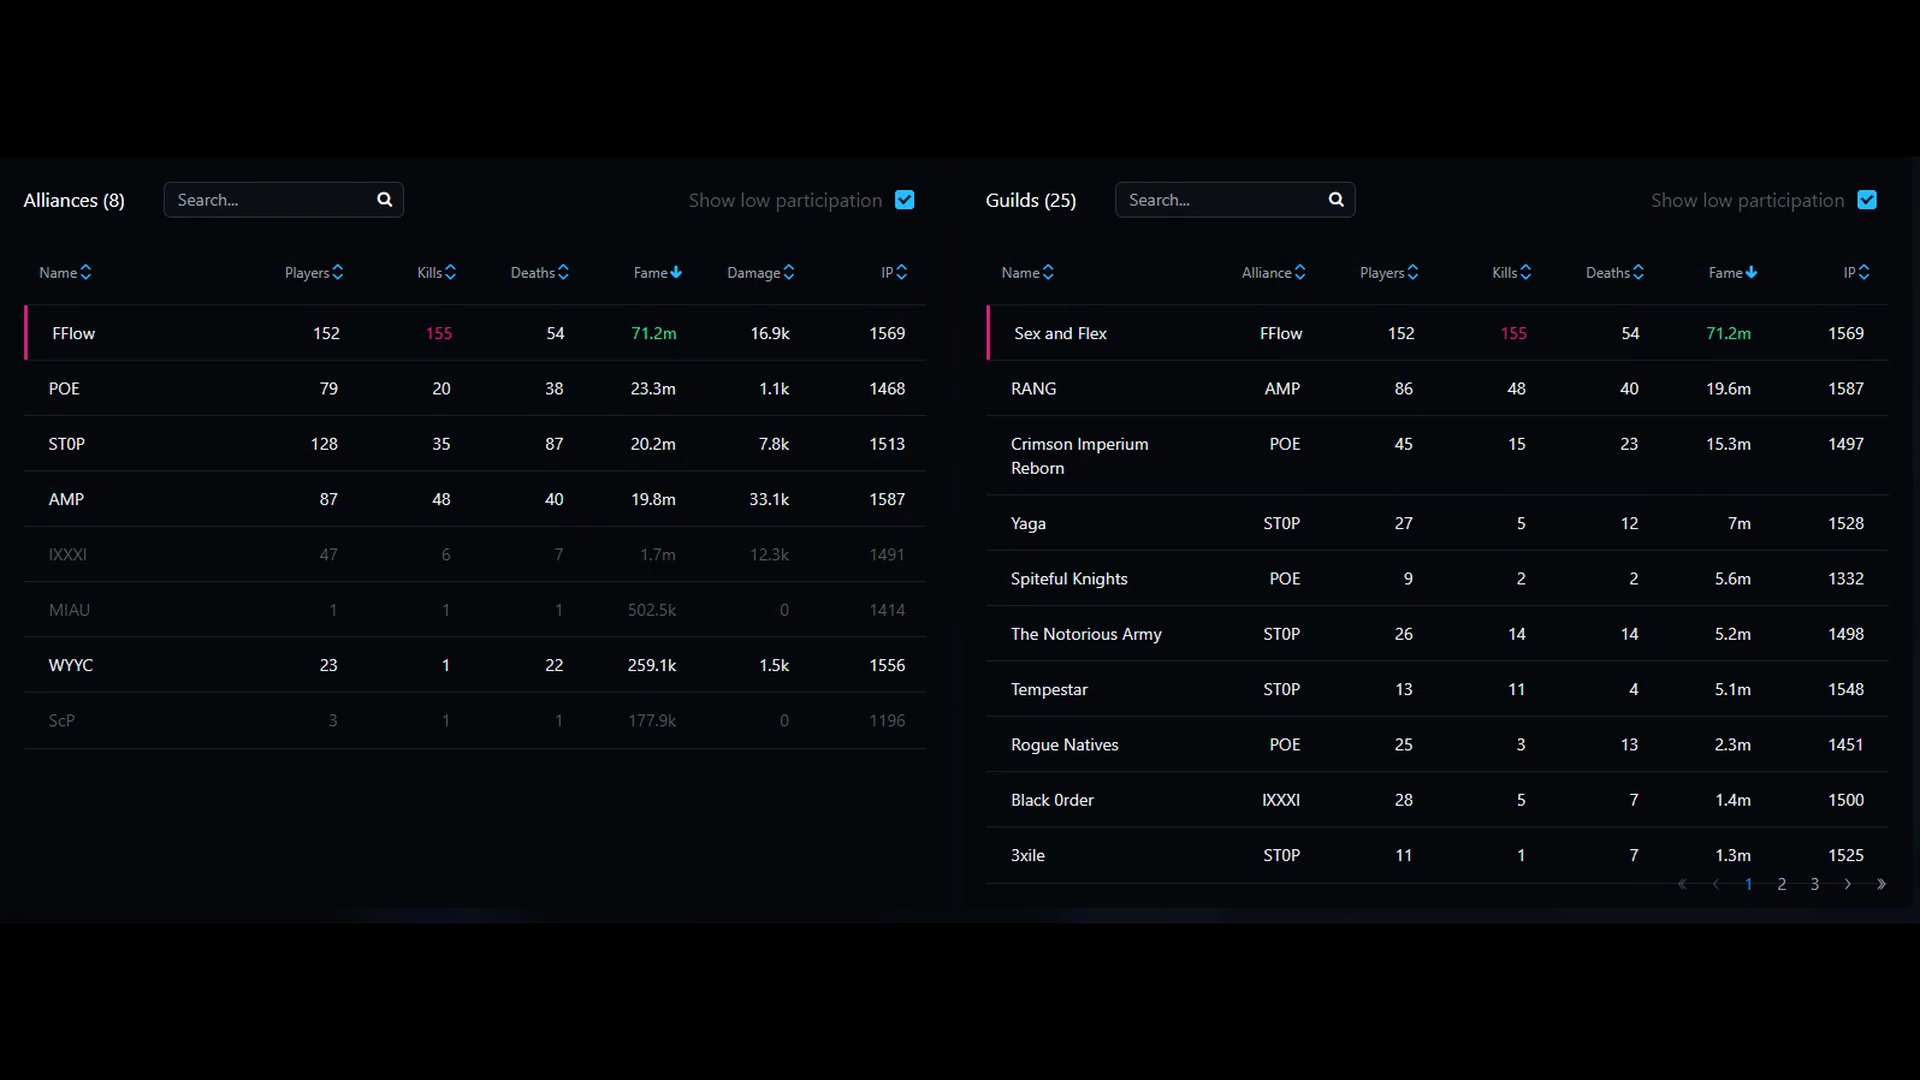 Alliances (8) Search... Show low participation
Name Players Kills Deaths Fame Damage IP
FFlow 152 155 54 71.2m 16.9k 1569
POE 79 20 38 23.3m 1.1k 1468
ST0P 128 35 87 20.2m 7.8k 1513
AMP 87 48 40 19.8m 33.1k 1587
IXXXI 47 6 7 1.7m 12.3k 1491
MIAU 1 1 1 502.5k 0 1414
WYYC 23 1 22 259.1k 1.5k 1556
ScP 3 1 1 177.9k 0 1196
Guilds (25) Search... Show low participation
Name Alliance Players Kills Deaths Fame IP
Sex and Flex FFlow 152 155 54 71.2m 1569
RANG AMP 86 48 40 19.6m 1587
Crimson Imperium POE 45 15 23 15.3m 1497
Reborn
Yaga ST0P 27 5 12 7m 1528
Spiteful Knights POE 9 2 2 5.6m 1332
The Notorious Army ST0P 26 14 14 5.2m 1498
Tempestar ST0P 13 11 4 5.1m 1548
Rogue Natives POE 25 3 13 2.3m 1451
Black 0rder IXXXI 28 5 7 1.4m 1500
3xile ST0P 11 1 7 1.3m 1525
« ‹ 1 2 3 › »